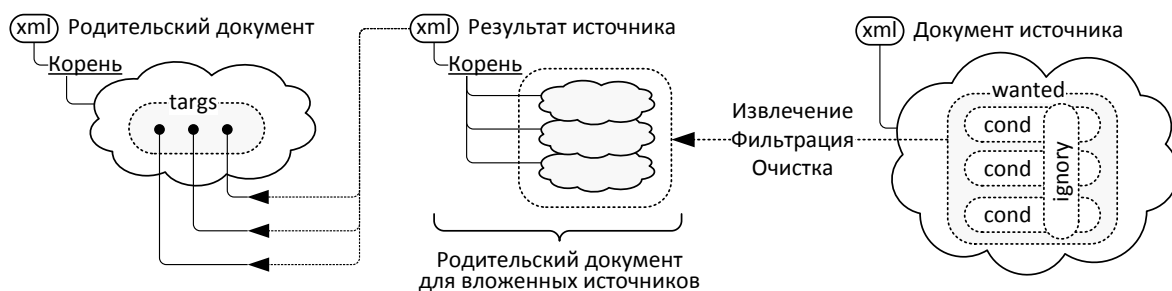 xml Родительский документ
Корень
targs
xml Результат источника
Корень
Родительский документ
для вложенных источников
Извлечение
Фильтрация
Очистка
xml Документ источника
wanted
cond
cond
cond
ignory